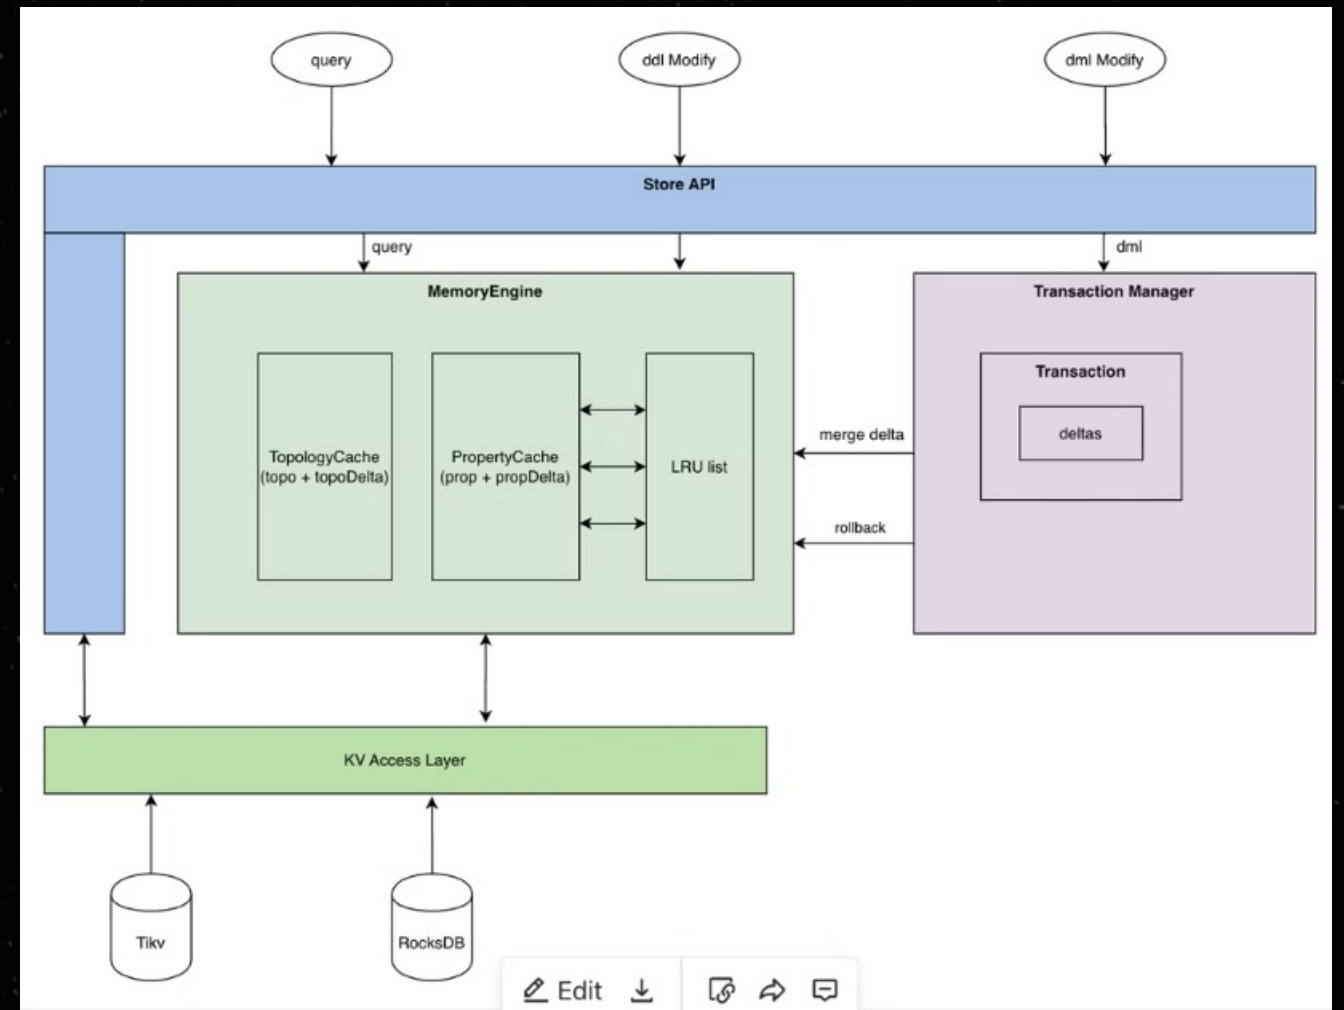 query
ddl Modify
dml Modify
Store API
query
dml
MemoryEngine
Transaction Manager
TopologyCache
(topo + topoDelta)
PropertyCache
(prop + propDelta)
LRU list
merge delta
rollback
Transaction
deltas
KV Access Layer
Tikv
RocksDB
Edit